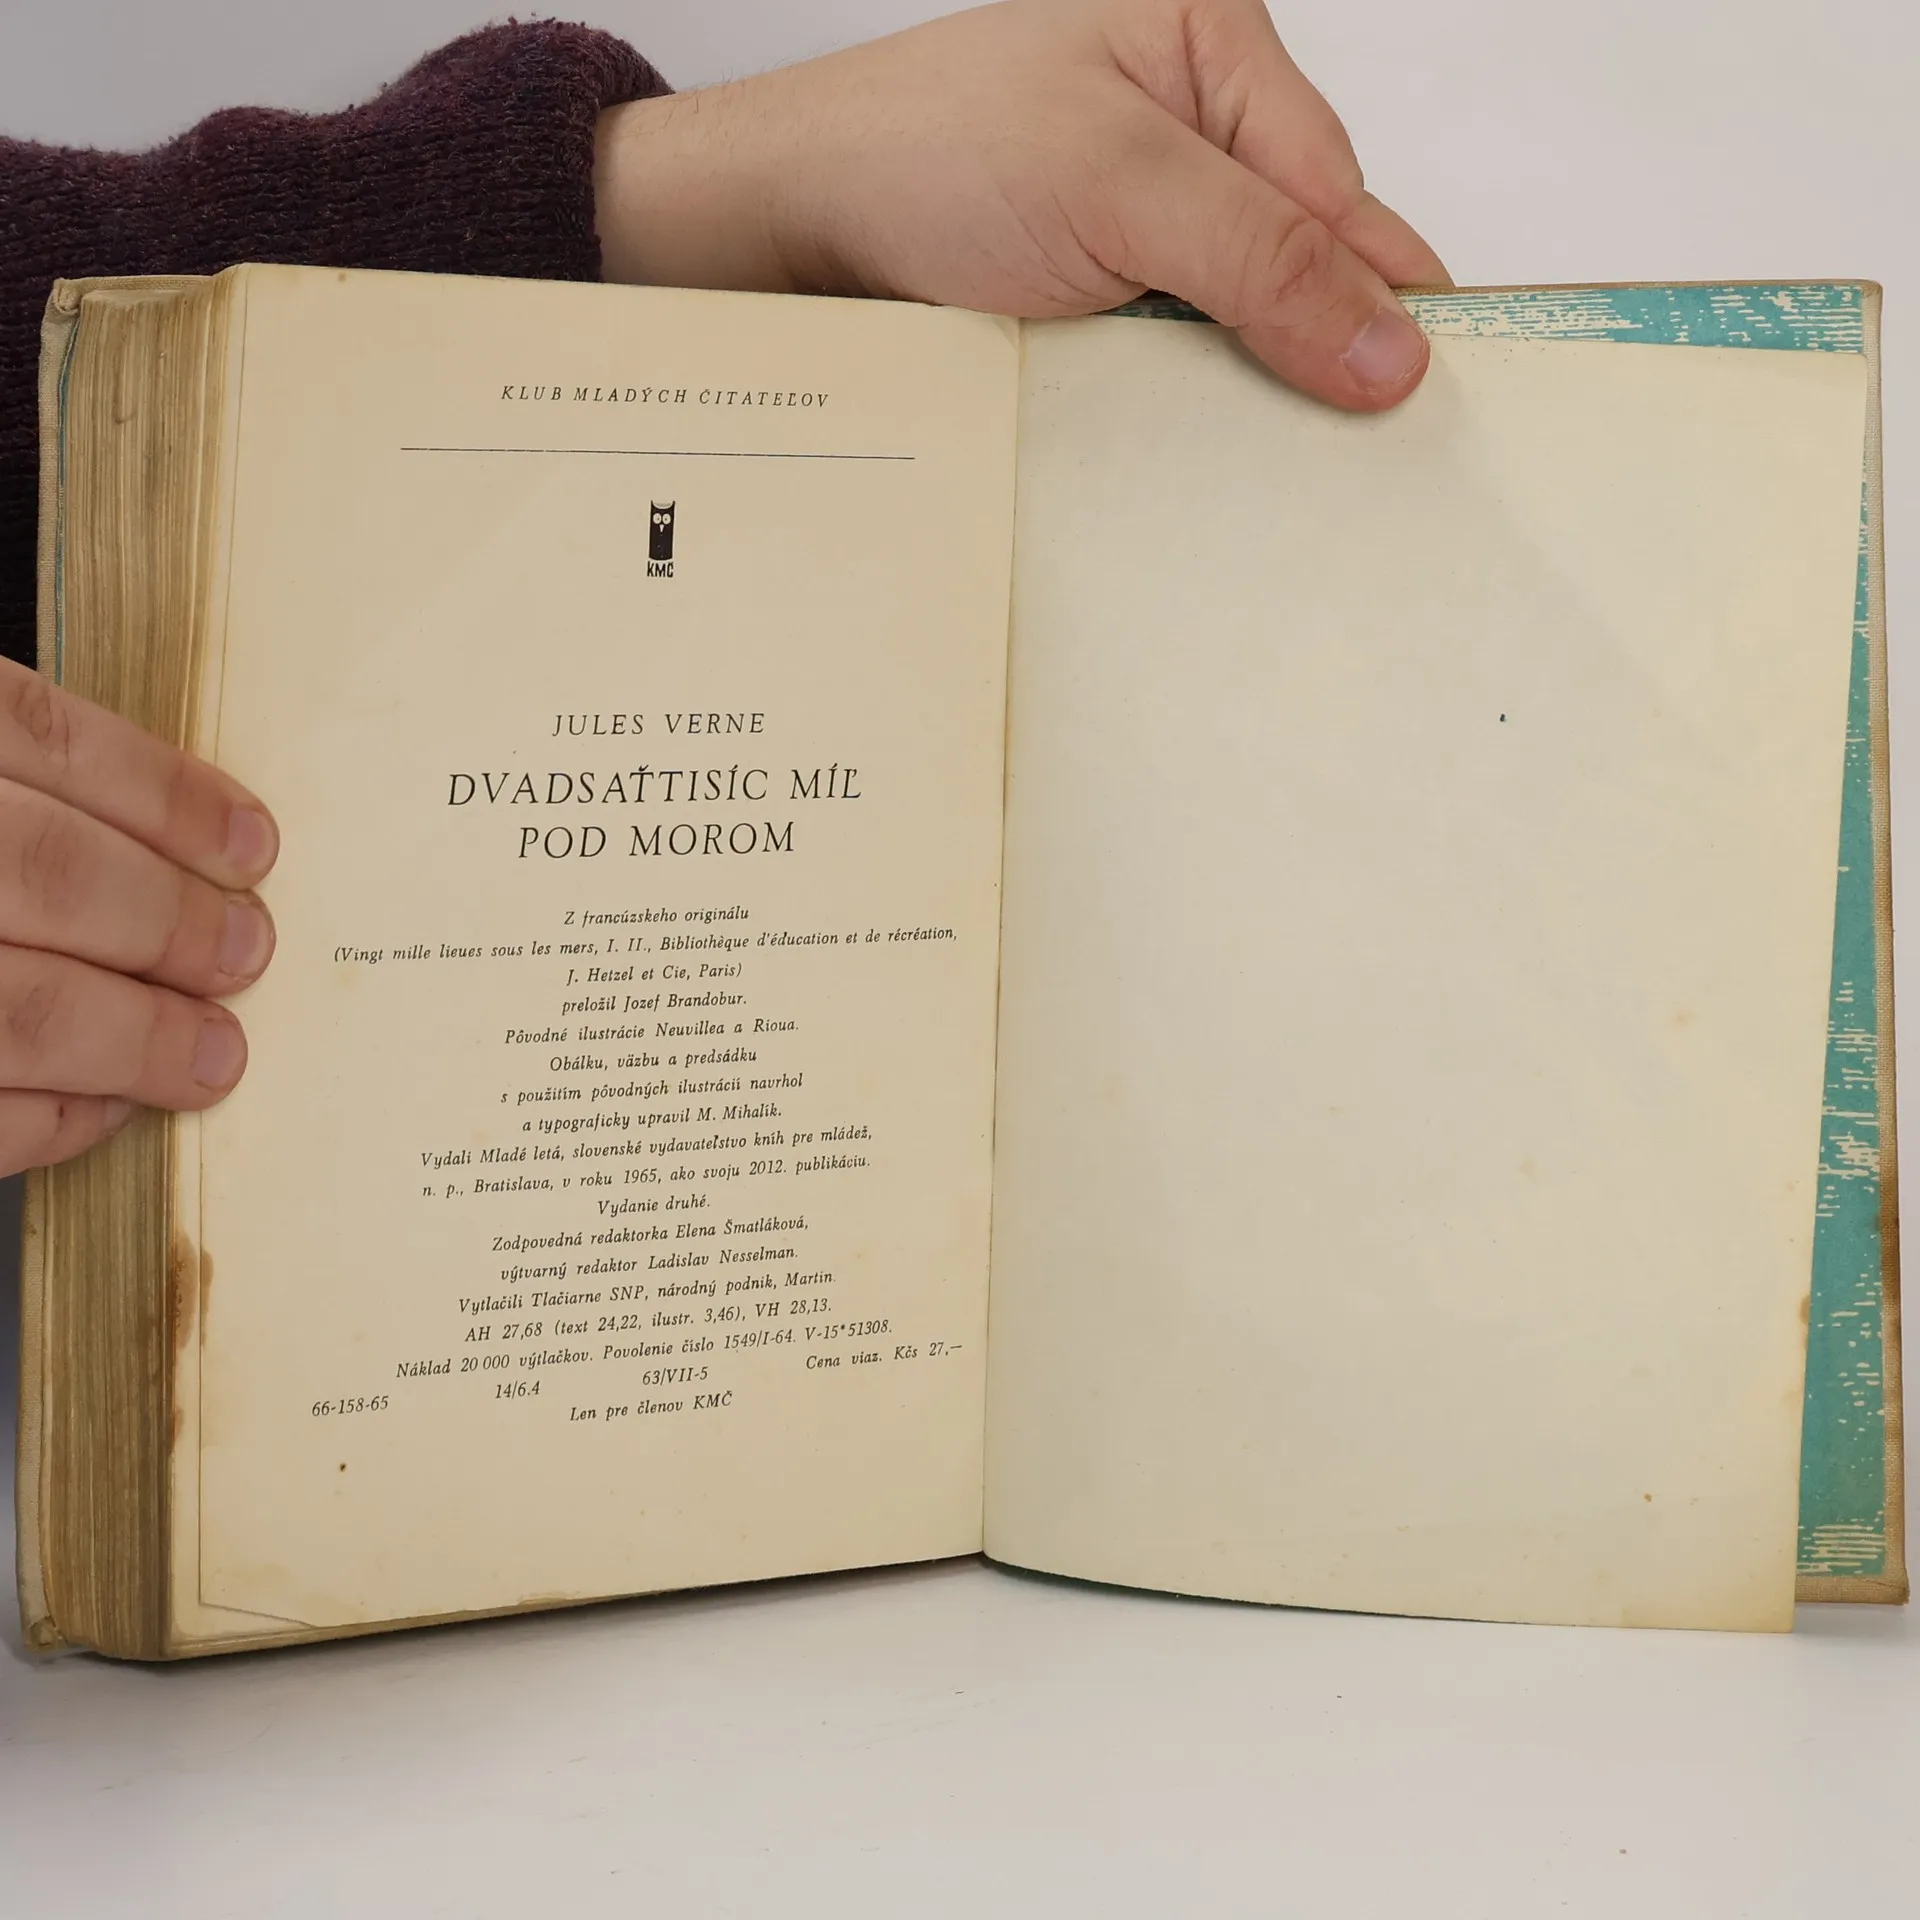 KLUB MLADÝCH ČITATEĽOV
KMČ
JULES VERNE
DVADSAŤTISÍC MÍĽ
POD MOROM
Z francúzskeho originálu
(Vingt mille lieues sous les mers, I. II., Bibliothèque d'éducation et de récréation,
J. Hetzel et Cie, Paris)
preložil Jozef Brandobur.
Pôvodné ilustrácie Neuvillea a Rioua.
Obálku, väzbu a predsádku
s použitím pôvodných ilustrácií navrhol
a typograficky upravil M. Mihalík.
Vydali Mladé letá, slovenské vydavateľstvo kníh pre mládež,
n. p., Bratislava, v roku 1965, ako svoju 2012. publikáciu.
Vydanie druhé.
Zodpovedná redaktorka Elena Šmatláková,
výtvarný redaktor Ladislav Nesselman.
Vytlačili Tlačiarne SNP, národný podnik, Martin.
AH 27,68 (text 24,22, ilustr. 3,46), VH 28,13.
Náklad 20 000 výtlačkov. Povolenie číslo 1549/I-64. V-15*51308.
66-158-65 14/6.4 63/VII-5 Cena viaz. Kčs 27,—
Len pre členov KMČ